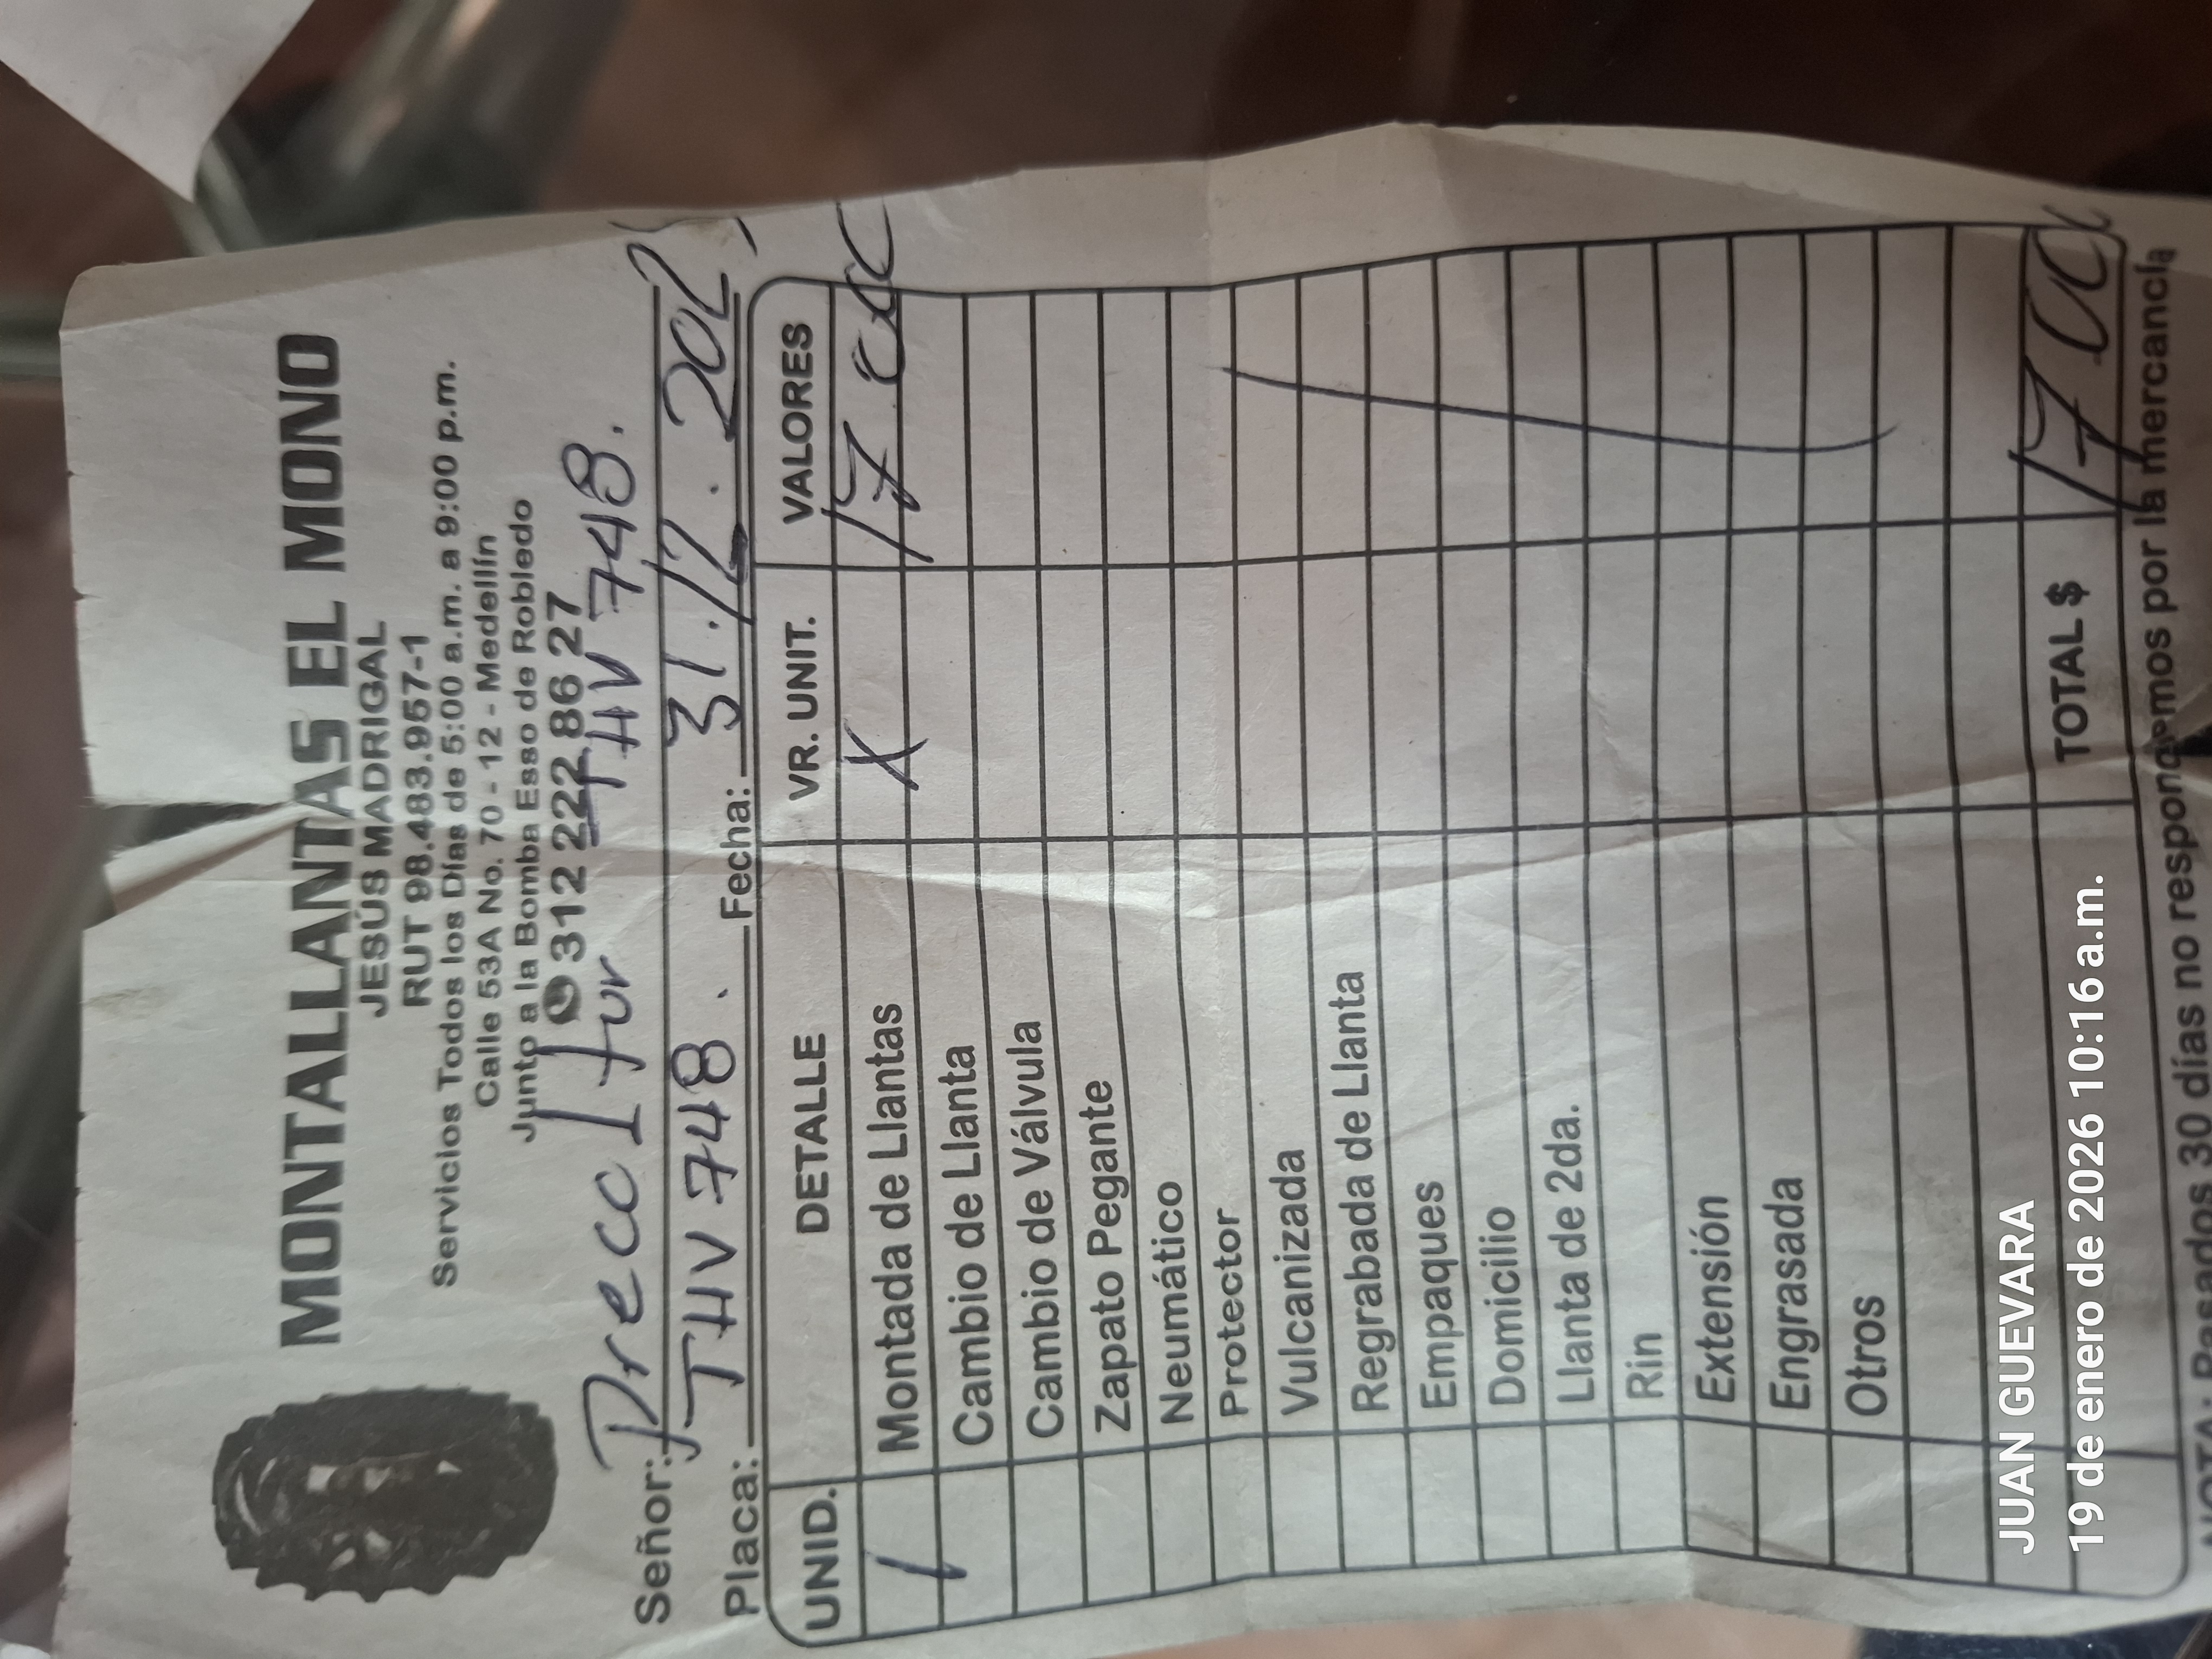 MONTALLANTAS EL MONO
JESÚS MADRIGAL
RUT 98.483.957-1
Servicios Todos los Días de 5:00 a.m. a 9:00 p.m.
Calle 53A No. 70 - 12 - Medellín
Junto a la Bomba Esso de Robledo
312 222 86 27
Señor: THV 748.
Placa: THV 748. Fecha: 31.12.202
UNID. DETALLE VR. UNIT. VALORES
1 Montada de Llantas X 17.000
Cambio de Llanta
Cambio de Válvula
Zapato Pegante
Neumático
Protector
Vulcanizada
Regrabada de Llanta
Empaques
Domicilio
Llanta de 2da.
Rin
Extensión
Engrasada
Otros
TOTAL $ 17000
NOTA: Pasados 30 días no respondemos por la mercancía
JUAN GUEVARA
19 de enero de 2026 10:16 a.m.